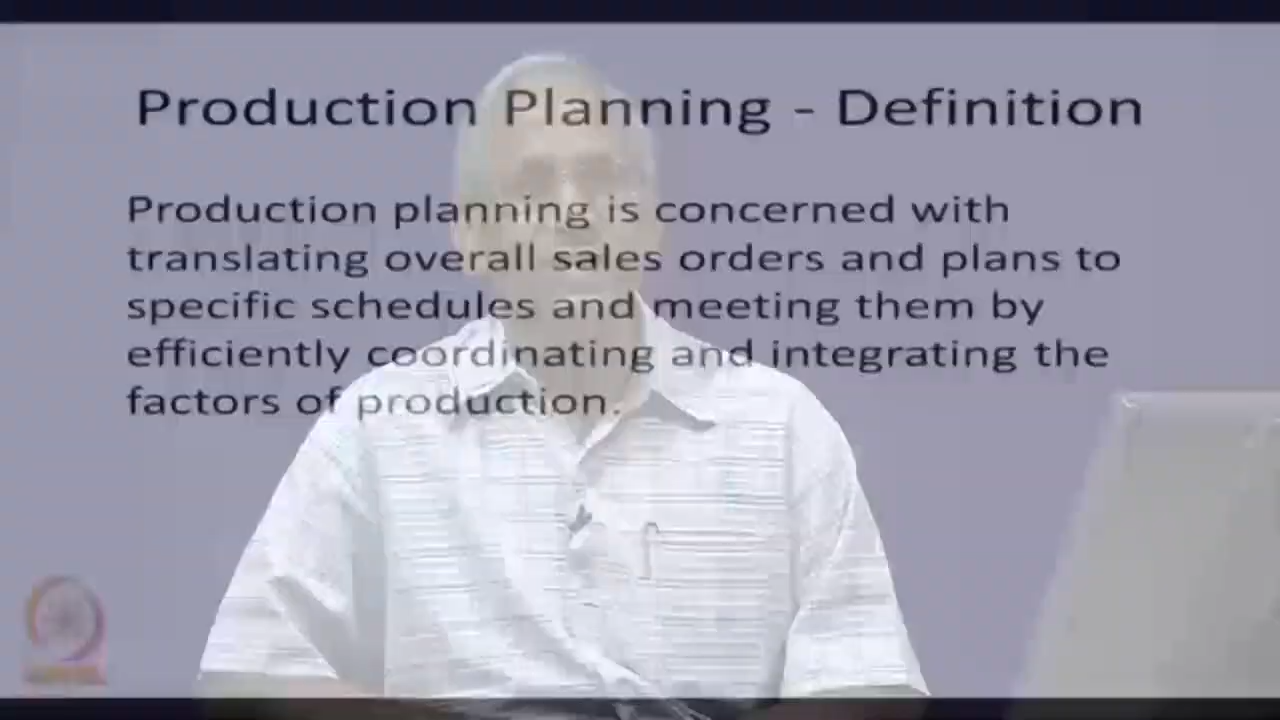 Production Planning - Definition
Production planning is concerned with
translating overall sales orders and plans to
specific schedules and meeting them by
efficiently coordinating and integrating the
factors of production.